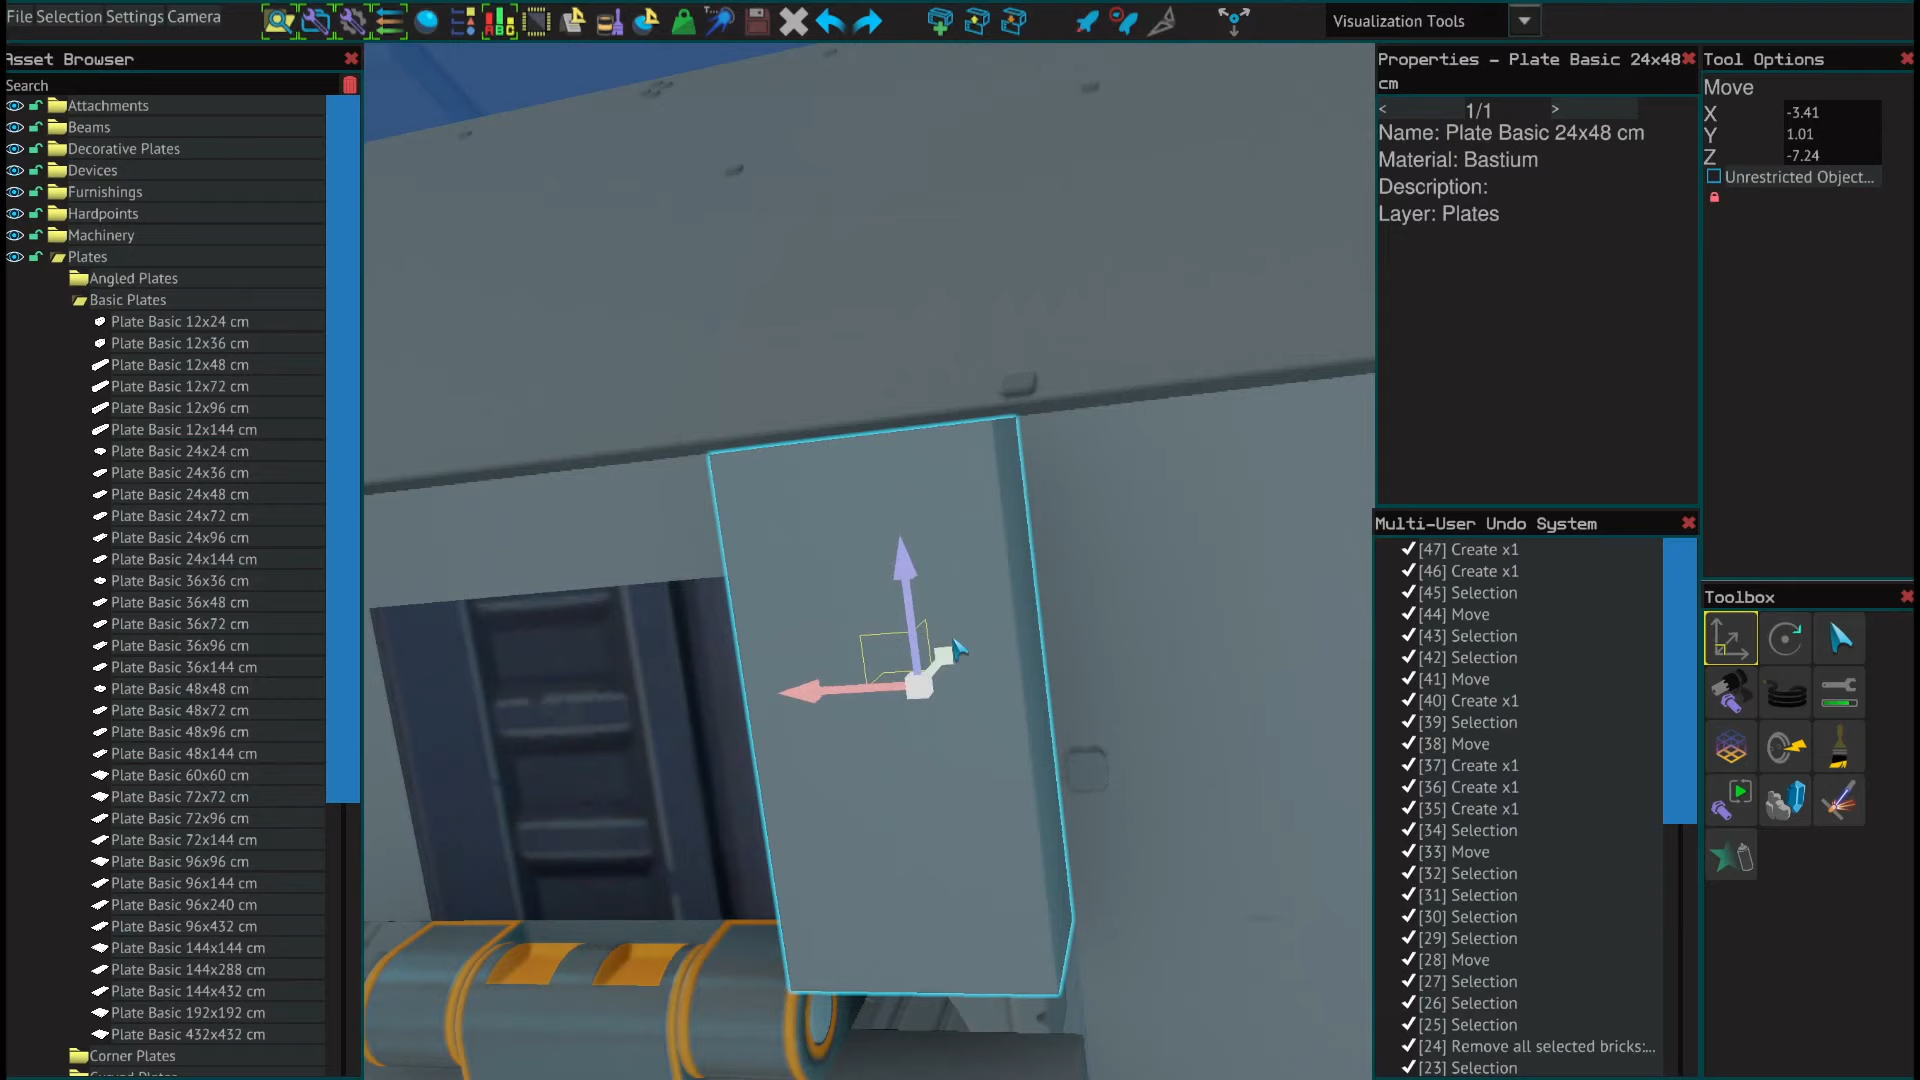 File Selection Settings Camera
Visualization Tools
Asset Browser
Search
Attachments
Beams
Decorative Plates
Devices
Furnishings
Hardpoints
Machinery
Plates
Angled Plates
Basic Plates
Plate Basic 12x24 cm
Plate Basic 12x36 cm
Plate Basic 12x48 cm
Plate Basic 12x72 cm
Plate Basic 12x96 cm
Plate Basic 12x144 cm
Plate Basic 24x24 cm
Plate Basic 24x36 cm
Plate Basic 24x48 cm
Plate Basic 24x72 cm
Plate Basic 24x96 cm
Plate Basic 24x144 cm
Plate Basic 36x36 cm
Plate Basic 36x48 cm
Plate Basic 36x72 cm
Plate Basic 36x96 cm
Plate Basic 36x144 cm
Plate Basic 48x48 cm
Plate Basic 48x72 cm
Plate Basic 48x96 cm
Plate Basic 48x144 cm
Plate Basic 60x60 cm
Plate Basic 72x72 cm
Plate Basic 72x96 cm
Plate Basic 72x144 cm
Plate Basic 96x96 cm
Plate Basic 96x144 cm
Plate Basic 96x240 cm
Plate Basic 96x432 cm
Plate Basic 144x144 cm
Plate Basic 144x288 cm
Plate Basic 144x432 cm
Plate Basic 192x192 cm
Plate Basic 432x432 cm
Corner Plates
Properties - Plate Basic 24x48
cm
< 1/1 >
Name: Plate Basic 24x48 cm
Material: Bastium
Description:
Layer: Plates
Multi-User Undo System
[47] Create x1
[46] Create x1
[45] Selection
[44] Move
[43] Selection
[42] Selection
[41] Move
[40] Create x1
[39] Selection
[38] Move
[37] Create x1
[36] Create x1
[35] Create x1
[34] Selection
[33] Move
[32] Selection
[31] Selection
[30] Selection
[29] Selection
[28] Move
[27] Selection
[26] Selection
[25] Selection
[24] Remove all selected bricks:...
[23] Selection
Tool Options
Move
X -3.41
Y 1.01
Z -7.24
Unrestricted Object...
Toolbox